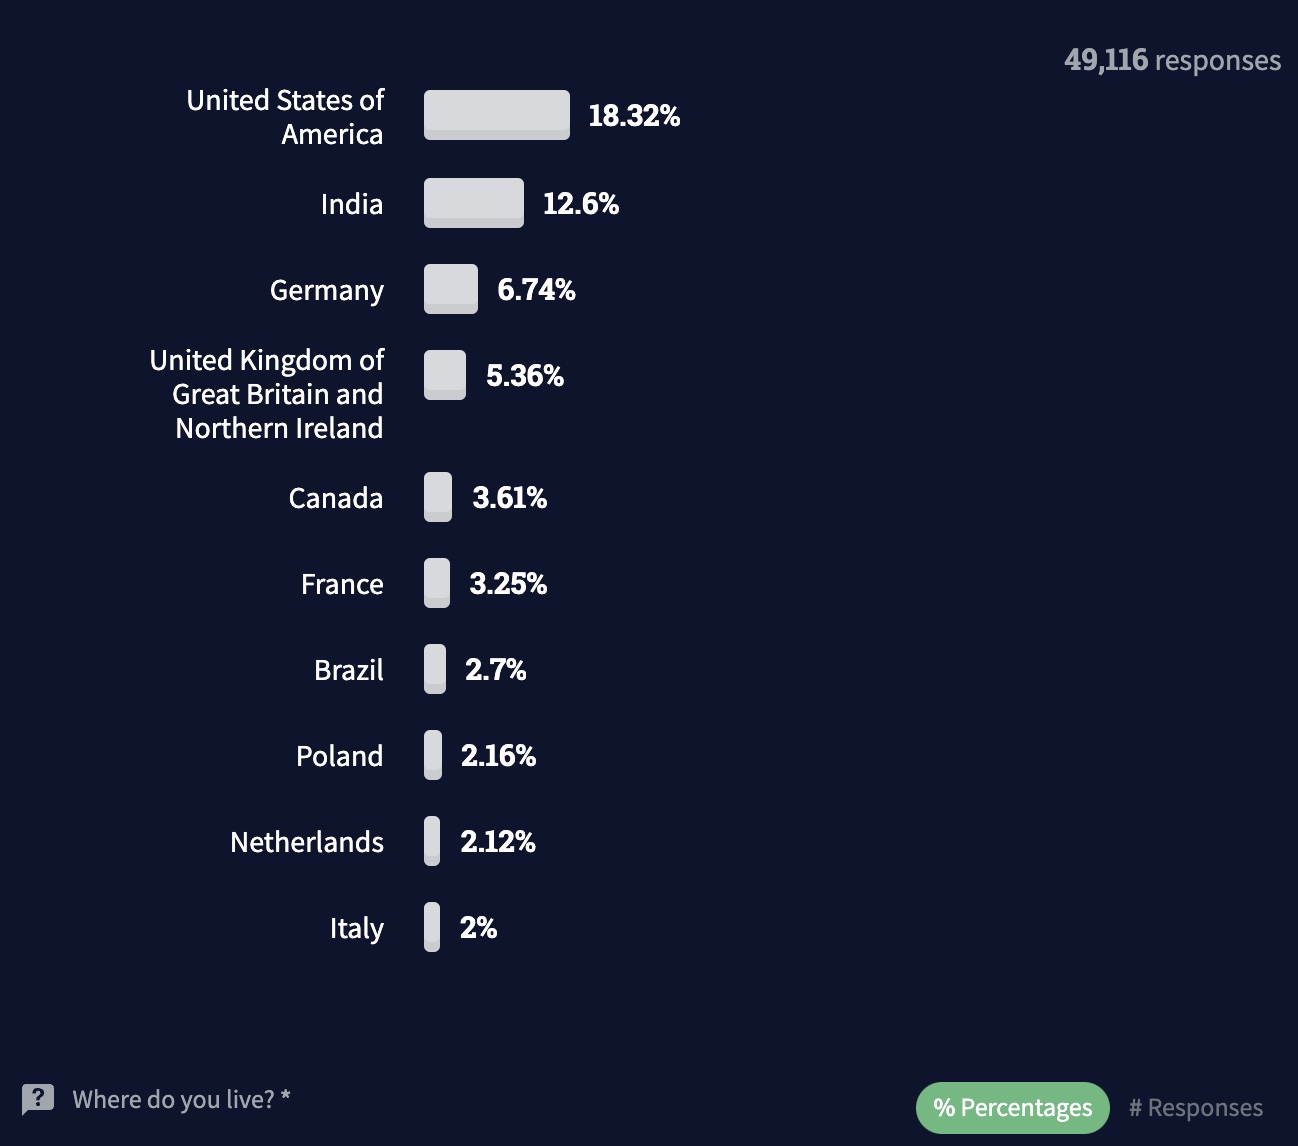 49,116 responses
United States of
America
18.32%
India
12.6%
Germany
6.74%
United Kingdom of
Great Britain and
Northern Ireland
5.36%
Canada
3.61%
France
3.25%
Brazil
2.7%
Poland
2.16%
Netherlands
2.12%
Italy
2%
? Where do you live? *
% Percentages
# Responses